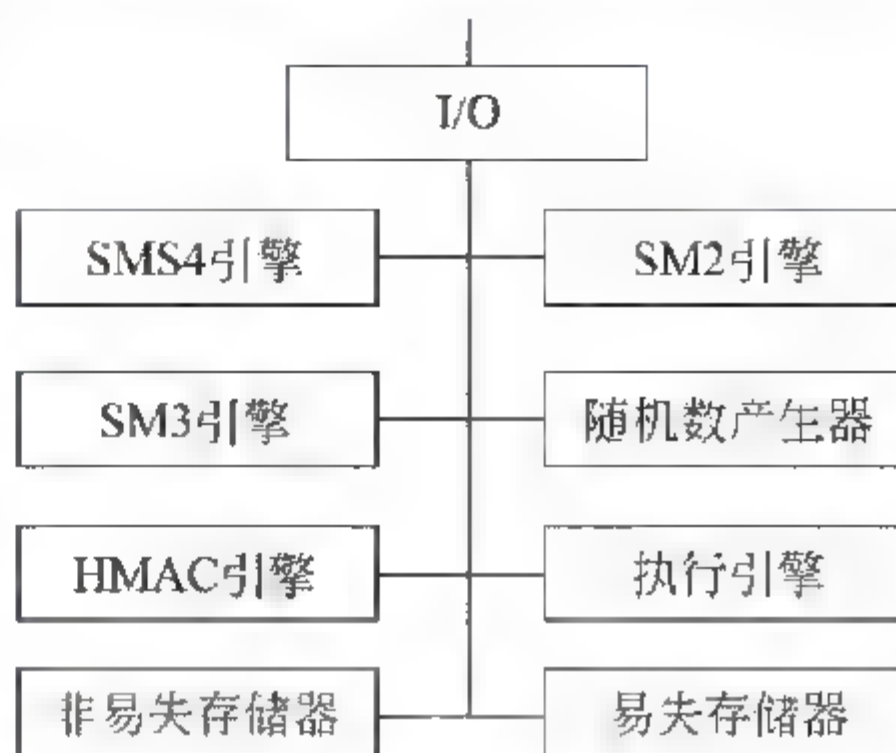 I/O
SMS4引擎
SM2引擎
SM3引擎
随机数产生器
HMAC引擎
执行引擎
非易失存储器
易失存储器